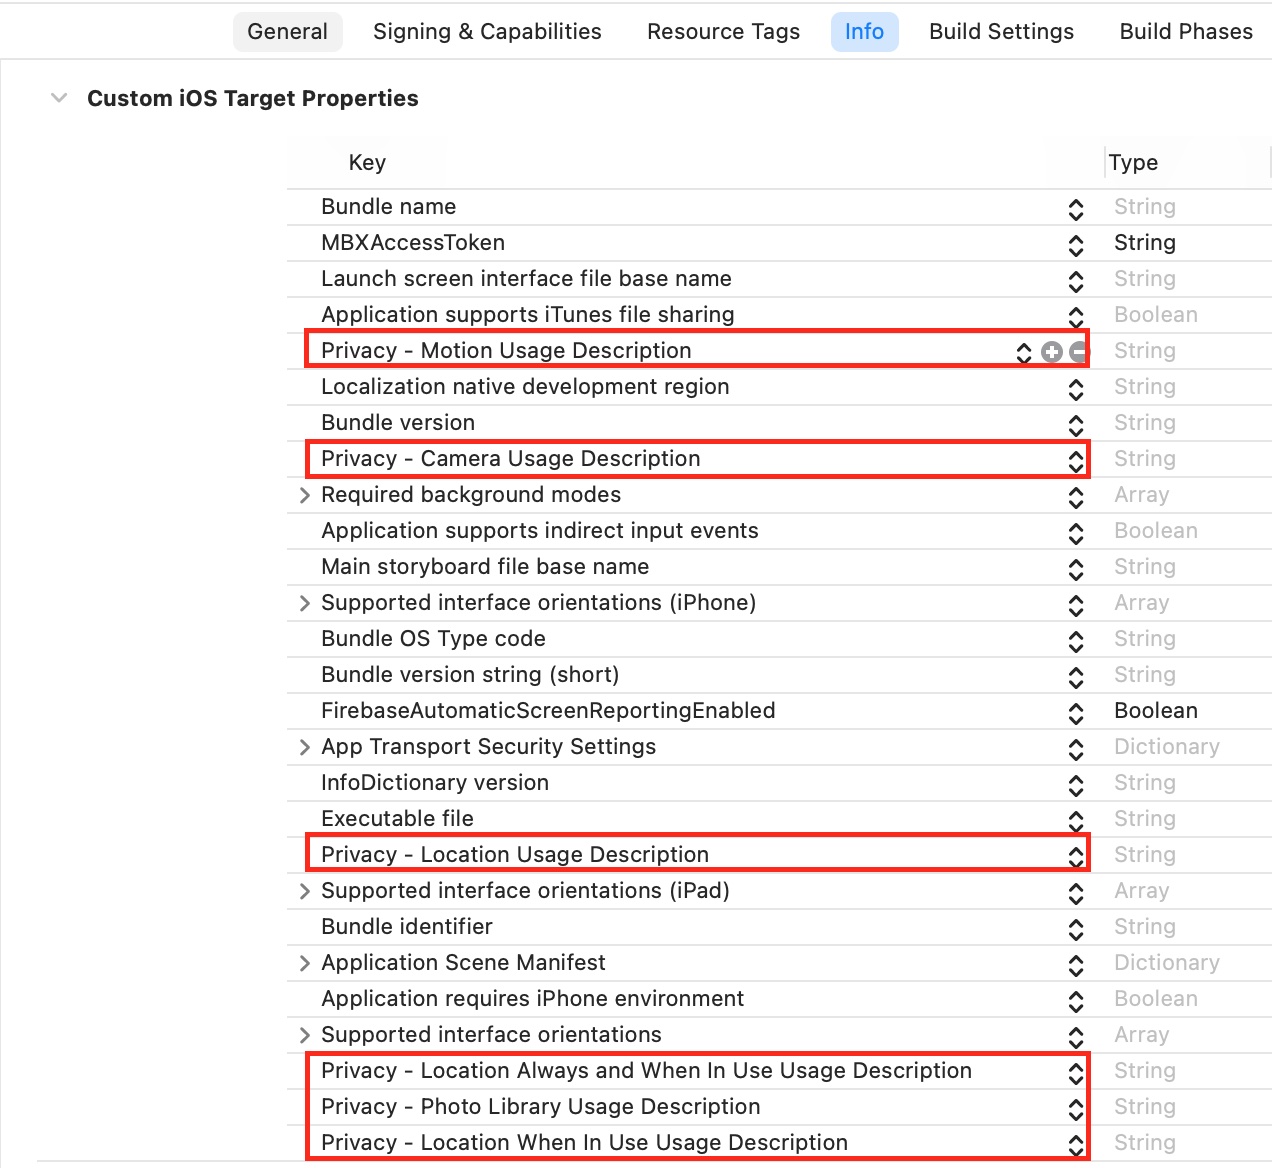 General Signing & Capabilities Resource Tags Info Build Settings Build Phases
Custom iOS Target Properties
Key Type
Bundle name String
MBXAccessToken String
Launch screen interface file base name String
Application supports iTunes file sharing Boolean
Privacy - Motion Usage Description String
Localization native development region String
Bundle version String
Privacy - Camera Usage Description String
Required background modes Array
Application supports indirect input events Boolean
Main storyboard file base name String
Supported interface orientations (iPhone) Array
Bundle OS Type code String
Bundle version string (short) String
FirebaseAutomaticScreenReportingEnabled Boolean
App Transport Security Settings Dictionary
InfoDictionary version String
Executable file String
Privacy - Location Usage Description String
Supported interface orientations (iPad) Array
Bundle identifier String
Application Scene Manifest Dictionary
Application requires iPhone environment Boolean
Supported interface orientations Array
Privacy - Location Always and When In Use Usage Description String
Privacy - Photo Library Usage Description String
Privacy - Location When In Use Usage Description String